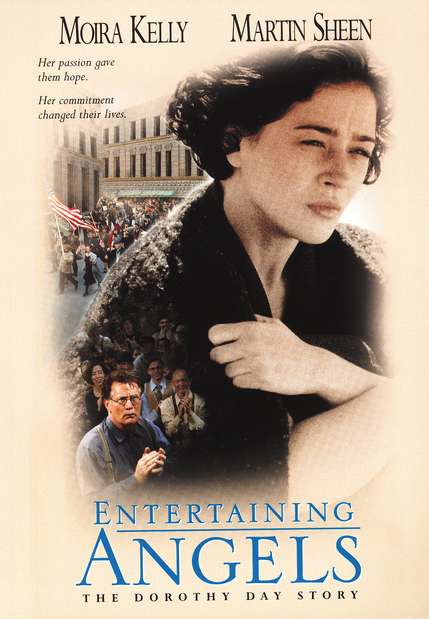 MOIRA KELLY MARTIN SHEEN
Her passion gave
them hope.
Her commitment
changed their lives.
ENTERTAINING
ANGELS
THE DOROTHY DAY STORY